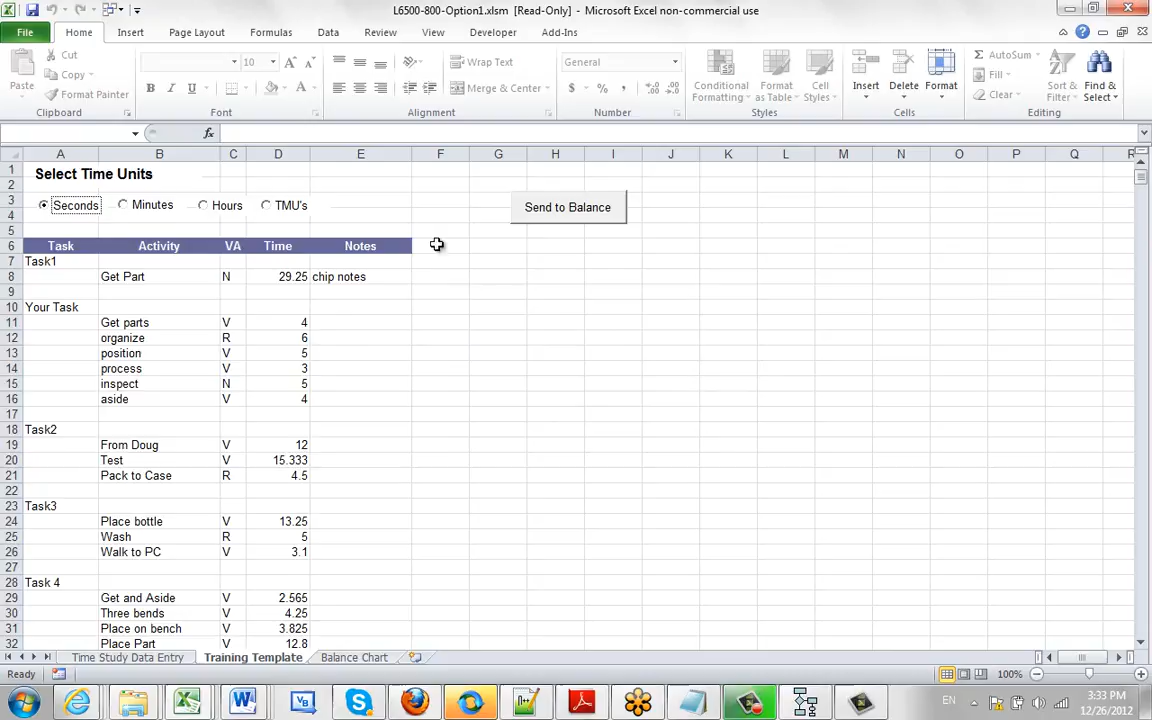 L6500-800-Option1.xlsm [Read-Only] - Microsoft Excel non-commercial use
File Home Insert Page Layout Formulas Data Review View Developer Add-Ins
Paste
Cut
Copy
Format Painter
Clipboard
10
Font
Wrap Text
Merge & Center
Alignment
General
Number
Conditional Formatting
Format as Table
Cell Styles
Styles
Insert Delete Format
Cells
AutoSum
Fill
Clear
Sort & Filter
Find & Select
Editing
A B C D E F G H I J K L M N O P Q R
1 Select Time Units
2
3 Seconds Minutes Hours TMU's Send to Balance
4
5
6 Task Activity VA Time Notes
7 Task1
8 Get Part N 29.25 chip notes
9
10 Your Task
11 Get parts V 4
12 organize R 6
13 position V 5
14 process V 3
15 inspect N 5
16 aside V 4
17
18 Task2
19 From Doug V 12
20 Test V 15.333
21 Pack to Case R 4.5
22
23 Task3
24 Place bottle V 13.25
25 Wash R 5
26 Walk to PC V 3.1
27
28 Task 4
29 Get and Aside V 2.565
30 Three bends V 4.25
31 Place on bench V 3.825
32 Place Part V 12.8
Time Study Data Entry Training Template Balance Chart
Ready 100%
EN 3:33 PM
12/26/2012